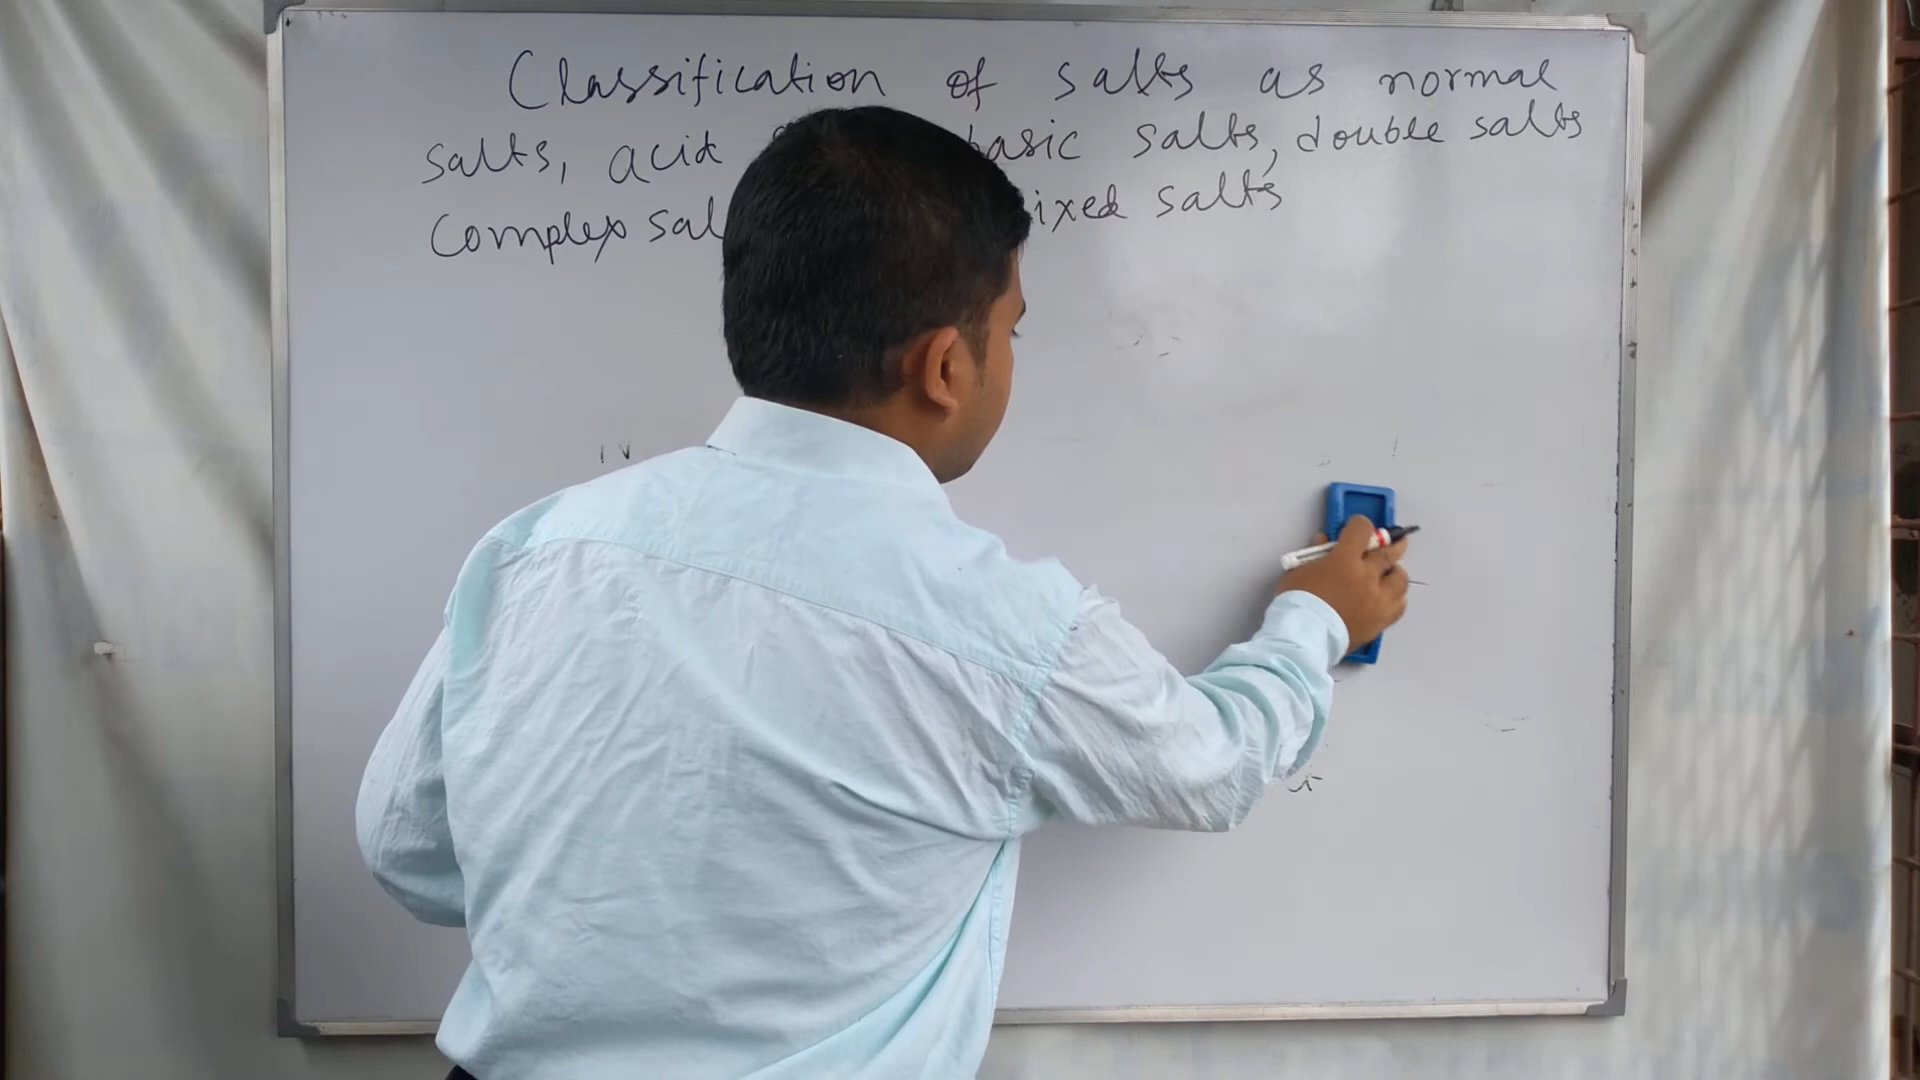 Classification of salts as normal
salts, acid basic salts, double salts
Complex sal ixed salts